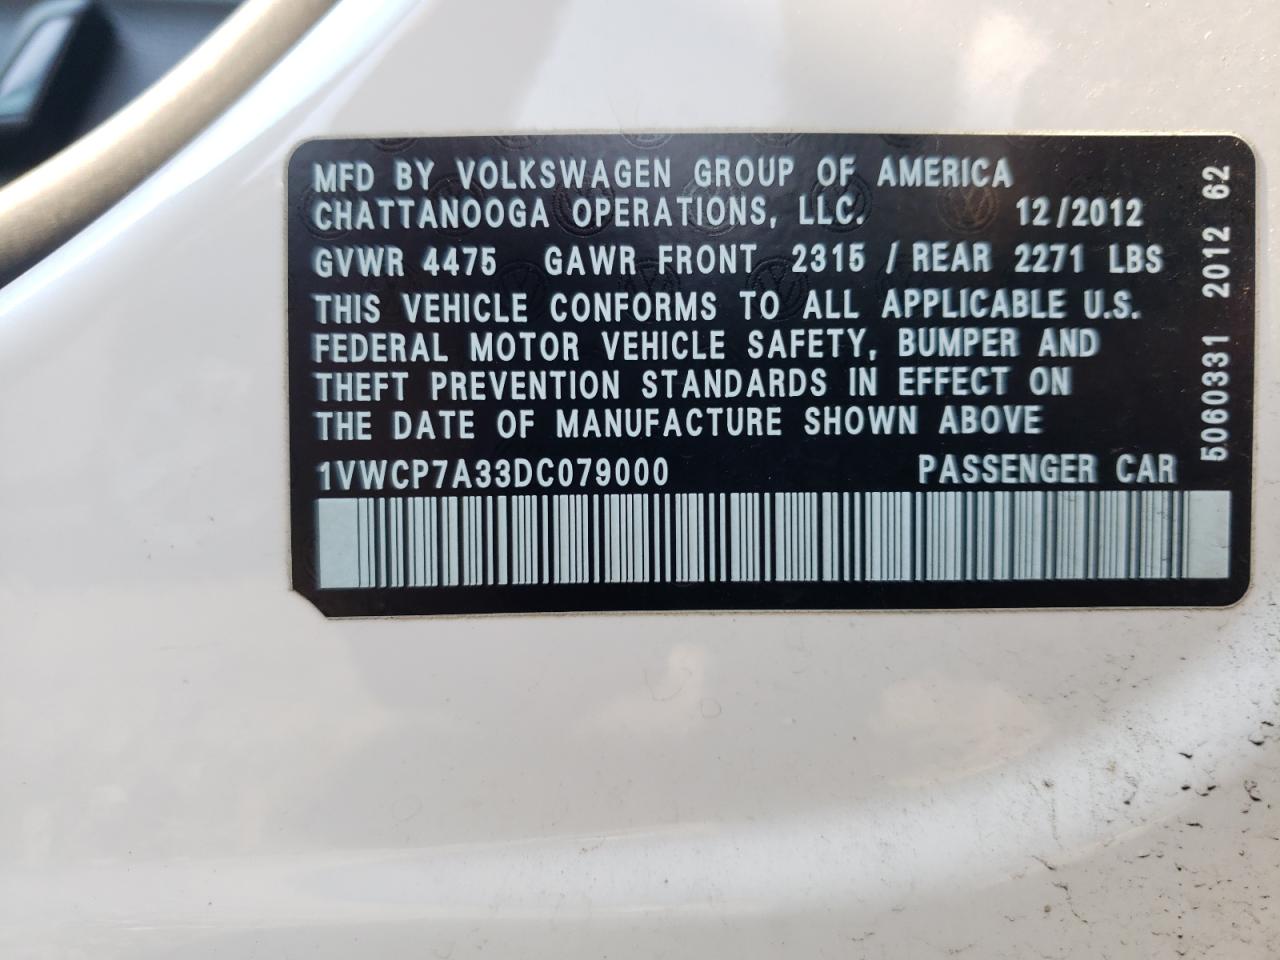 MFD BY VOLKSWAGEN GROUP OF AMERICA
CHATTANOOGA OPERATIONS, LLC. 12/2012
GVWR 4475 GAWR FRONT 2315 / REAR 2271 LBS
THIS VEHICLE CONFORMS TO ALL APPLICABLE U.S.
FEDERAL MOTOR VEHICLE SAFETY, BUMPER AND
THEFT PREVENTION STANDARDS IN EFFECT ON
THE DATE OF MANUFACTURE SHOWN ABOVE
1VWCP7A33DC079000 PASSENGER CAR
5060331 2012 62